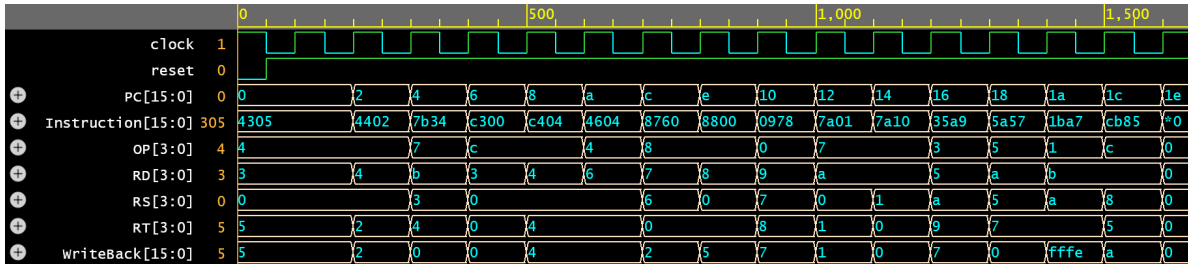 0 500 1,000 1,500
clock 1
reset 0
PC[15:0] 0 0 2 4 6 8 a c e 10 12 14 16 18 1a 1c 1e
Instruction[15:0] 305 4305 4402 7b34 c300 c404 4604 8760 8800 0978 7a01 7a10 35a9 5a57 1ba7 cb85 *0
OP[3:0] 4 4 7 c 4 8 0 7 3 5 1 c 0
RD[3:0] 3 3 4 b 3 4 6 7 8 9 a 5 a b 0
RS[3:0] 0 0 3 0 6 0 7 0 1 a 5 a 8 0
RT[3:0] 5 5 2 4 0 4 0 8 1 0 9 7 5 0
WriteBack[15:0] 5 5 2 0 0 4 2 5 7 1 0 7 0 fffe a 0